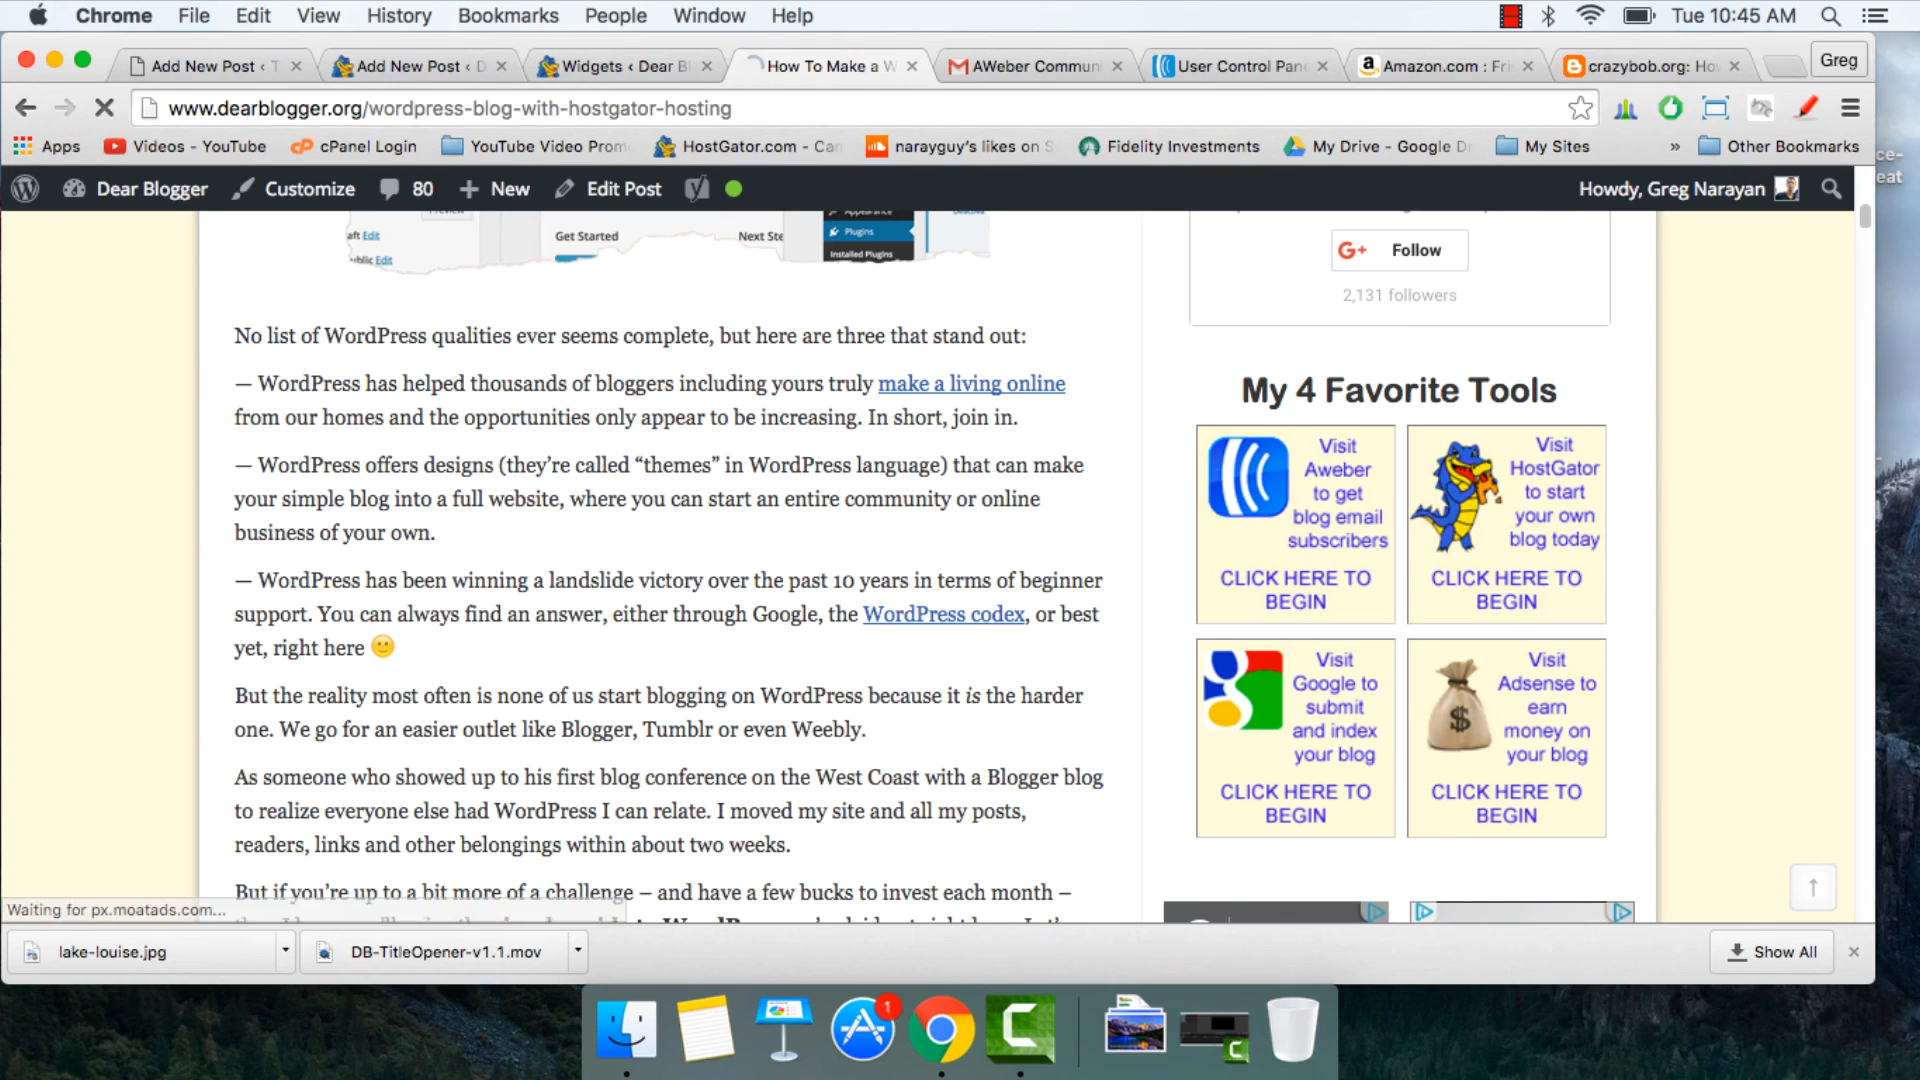 Chrome File Edit View History Bookmarks People Window Help Tue 10:45 AM
Add New Post ‹ T Add New Post ‹ D Widgets ‹ Dear Bl How To Make a W AWeber Commun User Control Pan Amazon.com : Fri crazybob.org: Ho Greg
www.dearblogger.org/wordpress-blog-with-hostgator-hosting
Apps Videos - YouTube cPanel Login YouTube Video Prom HostGator.com - Can narayguy's likes on S Fidelity Investments My Drive - Google Dr My Sites » Other Bookmarks
Dear Blogger Customize 80 New Edit Post Howdy, Greg Narayan
Preview Appearance
aft Edit Get Started Next Ste Plugins
ublic Edit Installed Plugins
G+ Follow
2,131 followers
No list of WordPress qualities ever seems complete, but here are three that stand out:
— WordPress has helped thousands of bloggers including yours truly make a living online
from our homes and the opportunities only appear to be increasing. In short, join in.
— WordPress offers designs (they're called “themes” in WordPress language) that can make
your simple blog into a full website, where you can start an entire community or online
business of your own.
— WordPress has been winning a landslide victory over the past 10 years in terms of beginner
support. You can always find an answer, either through Google, the WordPress codex, or best
yet, right here
But the reality most often is none of us start blogging on WordPress because it is the harder
one. We go for an easier outlet like Blogger, Tumblr or even Weebly.
As someone who showed up to his first blog conference on the West Coast with a Blogger blog
to realize everyone else had WordPress I can relate. I moved my site and all my posts,
readers, links and other belongings within about two weeks.
But if you're up to a bit more of a challenge – and have a few bucks to invest each month –
My 4 Favorite Tools
Visit
Aweber
to get
blog email
subscribers
CLICK HERE TO
BEGIN
Visit
HostGator
to start
your own
blog today
CLICK HERE TO
BEGIN
Visit
Google to
submit
and index
your blog
CLICK HERE TO
BEGIN
Visit
Adsense to
earn
money on
your blog
CLICK HERE TO
BEGIN
Waiting for px.moatads.com...
lake-louise.jpg DB-TitleOpener-v1.1.mov Show All
1